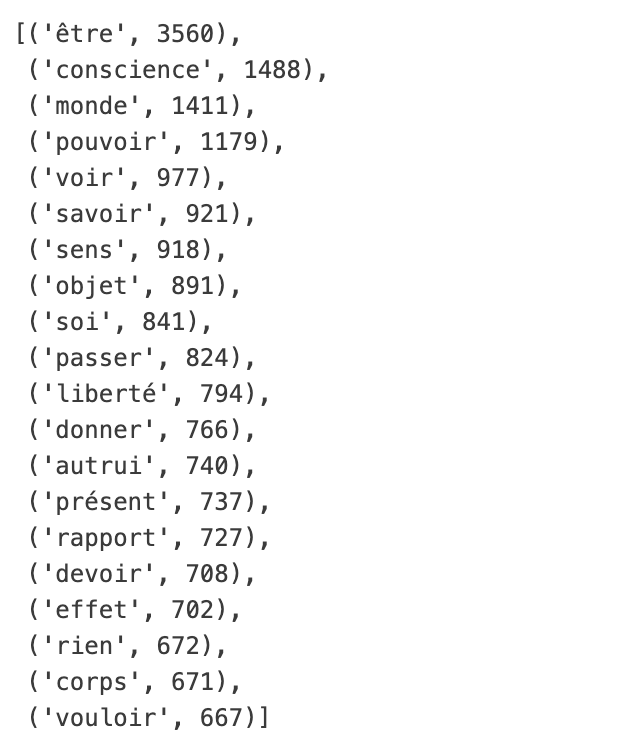 [('être', 3560),
('conscience', 1488),
('monde', 1411),
('pouvoir', 1179),
('voir', 977),
('savoir', 921),
('sens', 918),
('objet', 891),
('soi', 841),
('passer', 824),
('liberté', 794),
('donner', 766),
('autrui', 740),
('présent', 737),
('rapport', 727),
('devoir', 708),
('effet', 702),
('rien', 672),
('corps', 671),
('vouloir', 667)]